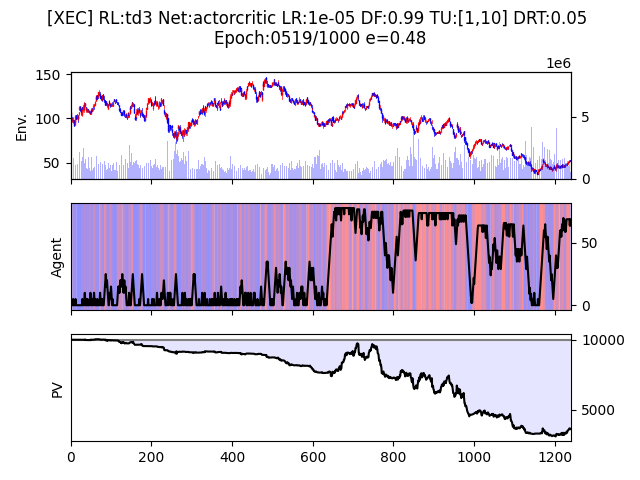 [XEC] RL:td3 Net:actorcritic LR:1e-05 DF:0.99 TU:[1,10] DRT:0.05
Epoch:0519/1000 e=0.48
1e6
150
100
50
Env.
5
0
Agent
50
0
PV
10000
5000
0 200 400 600 800 1000 1200